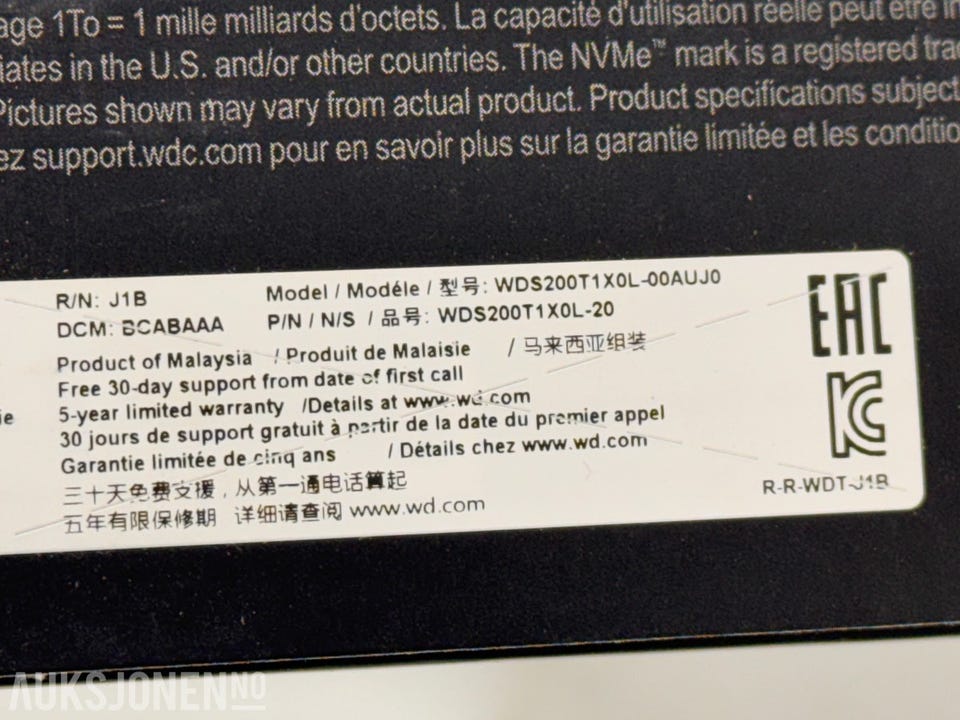 age 1To = 1 mille milliards d'octets. La capacité d'utilisation réelle peut être in
iates in the U.S. and/or other countries. The NVMe™ mark is a registered trad
Pictures shown may vary from actual product. Product specifications subject
ez support.wdc.com pour en savoir plus sur la garantie limitée et les conditio
R/N: J1B
Model / Modéle / 型号: WDS200T1X0L-00AUJ0
DCM: BCABAAA
P/N / N/S / 品号: WDS200T1X0L-20
Product of Malaysia / Produit de Malaisie / 马来西亚组装
Free 30-day support from date of first call
5-year limited warranty /Details at www.wd.com
30 jours de support gratuit à partir de la date du premier appel
Garantie limitée de cinq ans / Détails chez www.wd.com
三十天免费支援，从第一通电话算起
五年有限保修期 详细请查阅 www.wd.com
ie
EAC
KC
R-R-WDT-J1B
AUKSJONEN.NO